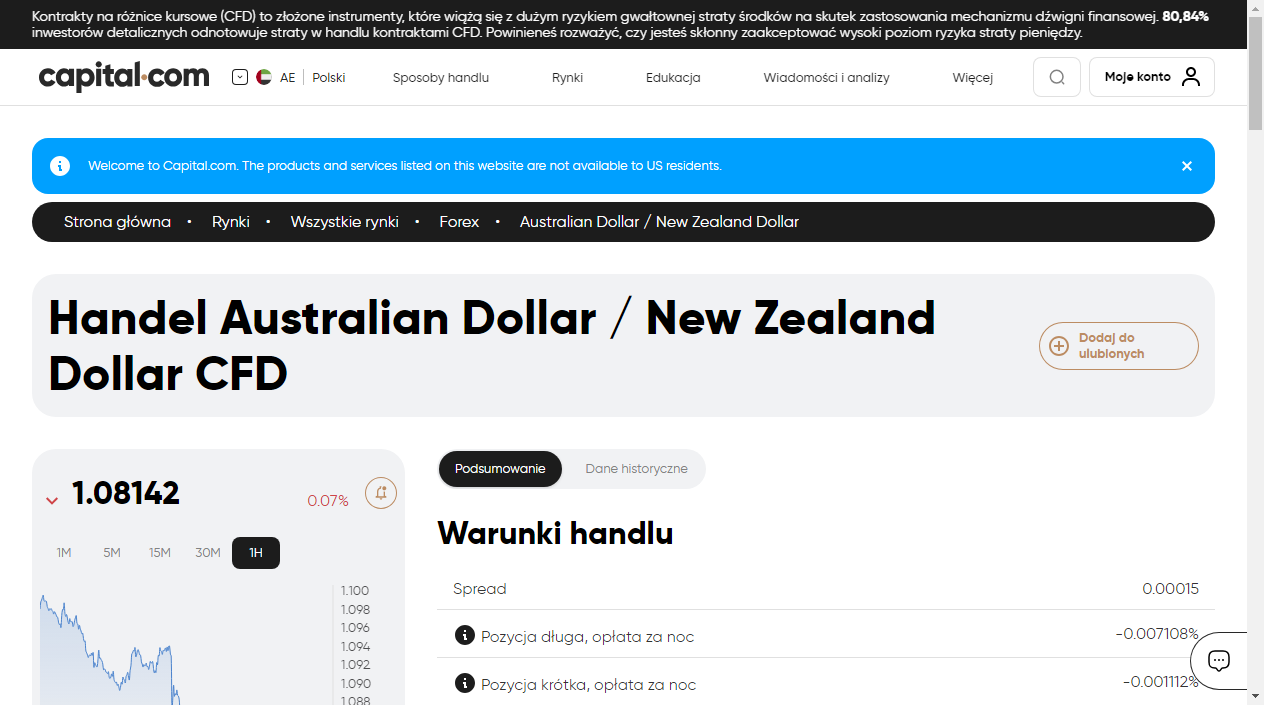 Kontrakty na różnice kursowe (CFD) to złożone instrumenty, które wiążą się z dużym ryzykiem gwałtownej straty środków na skutek zastosowania mechanizmu dźwigni finansowej. 80,84%
inwestorów detalicznych odnotowuje straty w handlu kontraktami CFD. Powinieneś rozważyć, czy jesteś skłonny zaakceptować wysoki poziom ryzyka straty pieniędzy.
capital.com AE Polski Sposoby handlu Rynki Edukacja Wiadomości i analizy Więcej Moje konto
Welcome to Capital.com. The products and services listed on this website are not available to US residents.
Strona główna • Rynki • Wszystkie rynki • Forex • Australian Dollar / New Zealand Dollar
Handel Australian Dollar / New Zealand
Dollar CFD
Dodaj do
ulubionych
1.08142 0.07%
1M 5M 15M 30M 1H
1.100
1.098
1.096
1.094
1.092
1.090
1.088
Podsumowanie Dane historyczne
Warunki handlu
Spread 0.00015
Pozycja długa, opłata za noc -0.007108%
Pozycja krótka, opłata za noc -0.001112%